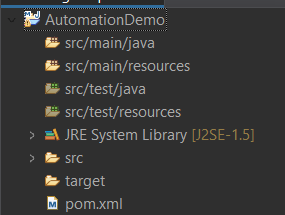 AutomationDemo
src/main/java
src/main/resources
src/test/java
src/test/resources
JRE System Library [J2SE-1.5]
src
target
pom.xml